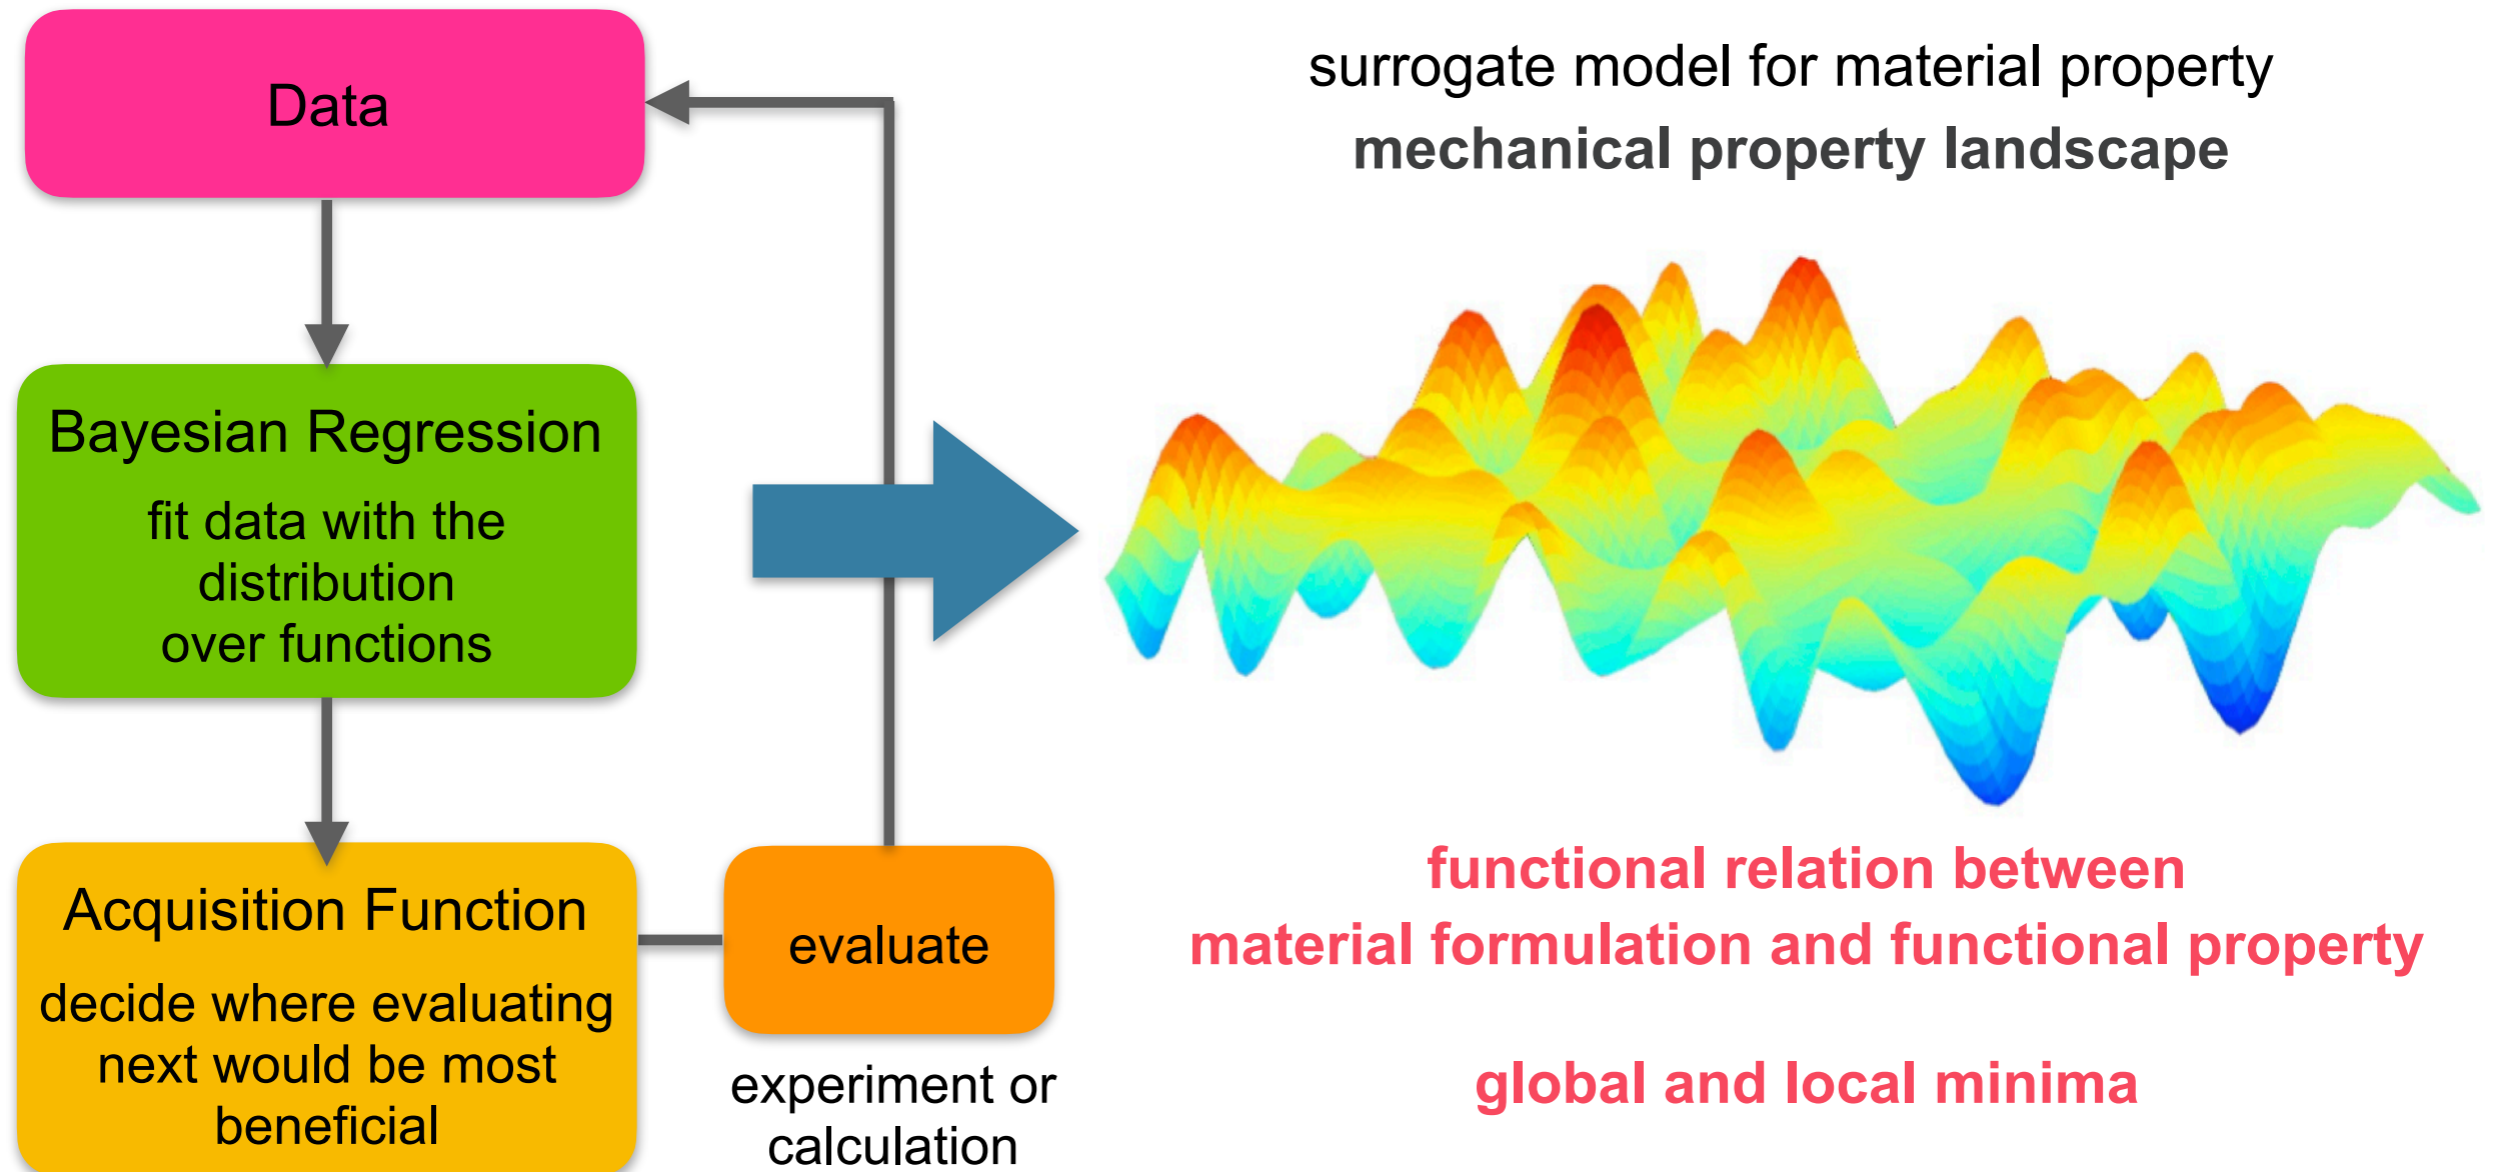 Data
Bayesian Regression
fit data with the
distribution
over functions
Acquisition Function
decide where evaluating
next would be most
beneficial
evaluate
experiment or
calculation
surrogate model for material property
mechanical property landscape
functional relation between
material formulation and functional property
global and local minima